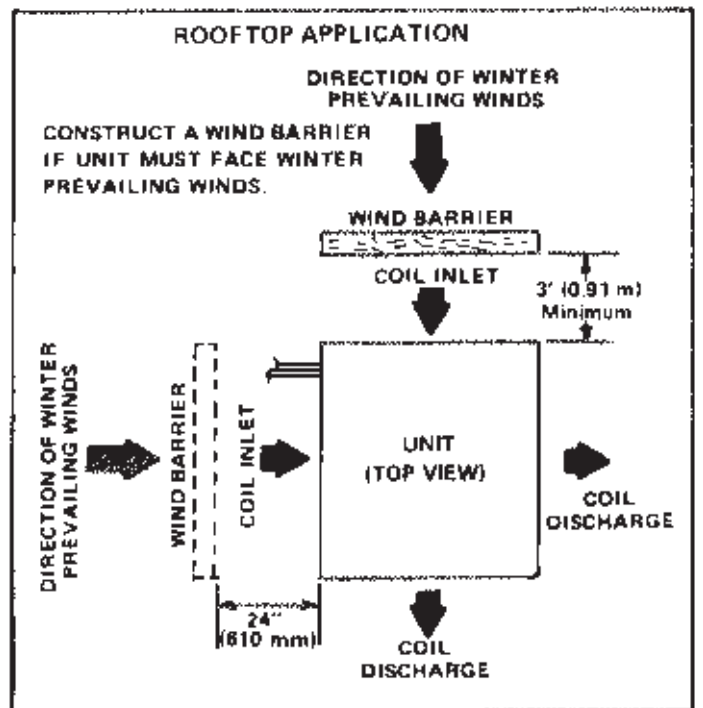 ROOFTOP APPLICATION
DIRECTION OF WINTER
PREVAILING WINDS
CONSTRUCT A WIND BARRIER
IF UNIT MUST FACE WINTER
PREVAILING WINDS.
WIND BARRIER
COIL INLET
3' (0.91 m)
Minimum
DIRECTION OF WINTER
PREVAILING WINDS
WIND BARRIER
COIL INLET
UNIT
(TOP VIEW)
COIL
DISCHARGE
24"
(610 mm)
COIL
DISCHARGE